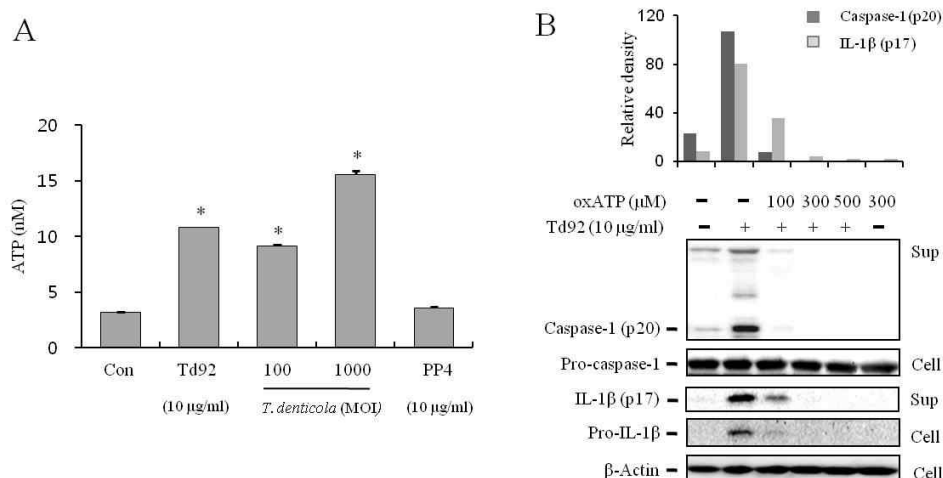 A
ATP (nM)
20
15
10
5
0
*
*
*
Con
Td92
100
1000
PP4
(10 µg/ml)
T. denticola (MOI)
(10 µg/ml)
B
Relative density
120
80
40
0
Caspase-1 (p20)
IL-1β (p17)
oxATP (µM) − − 100 300 500 300
Td92 (10 µg/ml) − + + + + −
Sup
Caspase-1 (p20)
Pro-caspase-1
Cell
IL-1β (p17)
Sup
Pro-IL-1β
Cell
β-Actin
Cell